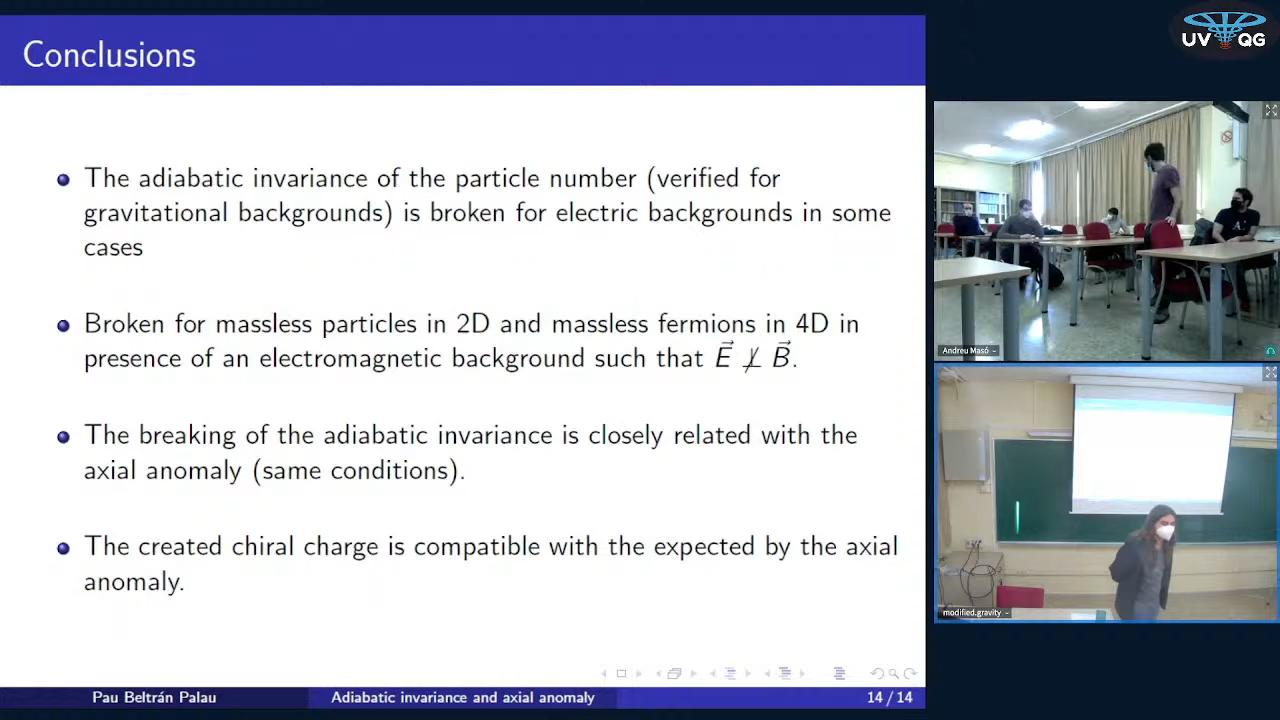 Conclusions
The adiabatic invariance of the particle number (verified for
gravitational backgrounds) is broken for electric backgrounds in some
cases
Broken for massless particles in 2D and massless fermions in 4D in
presence of an electromagnetic background such that E⃗ ⊥̸ B⃗.
The breaking of the adiabatic invariance is closely related with the
axial anomaly (same conditions).
The created chiral charge is compatible with the expected by the axial
anomaly.
Pau Beltrán Palau
Adiabatic invariance and axial anomaly
14 / 14
UV QG
Andreu Masó
modified.gravity